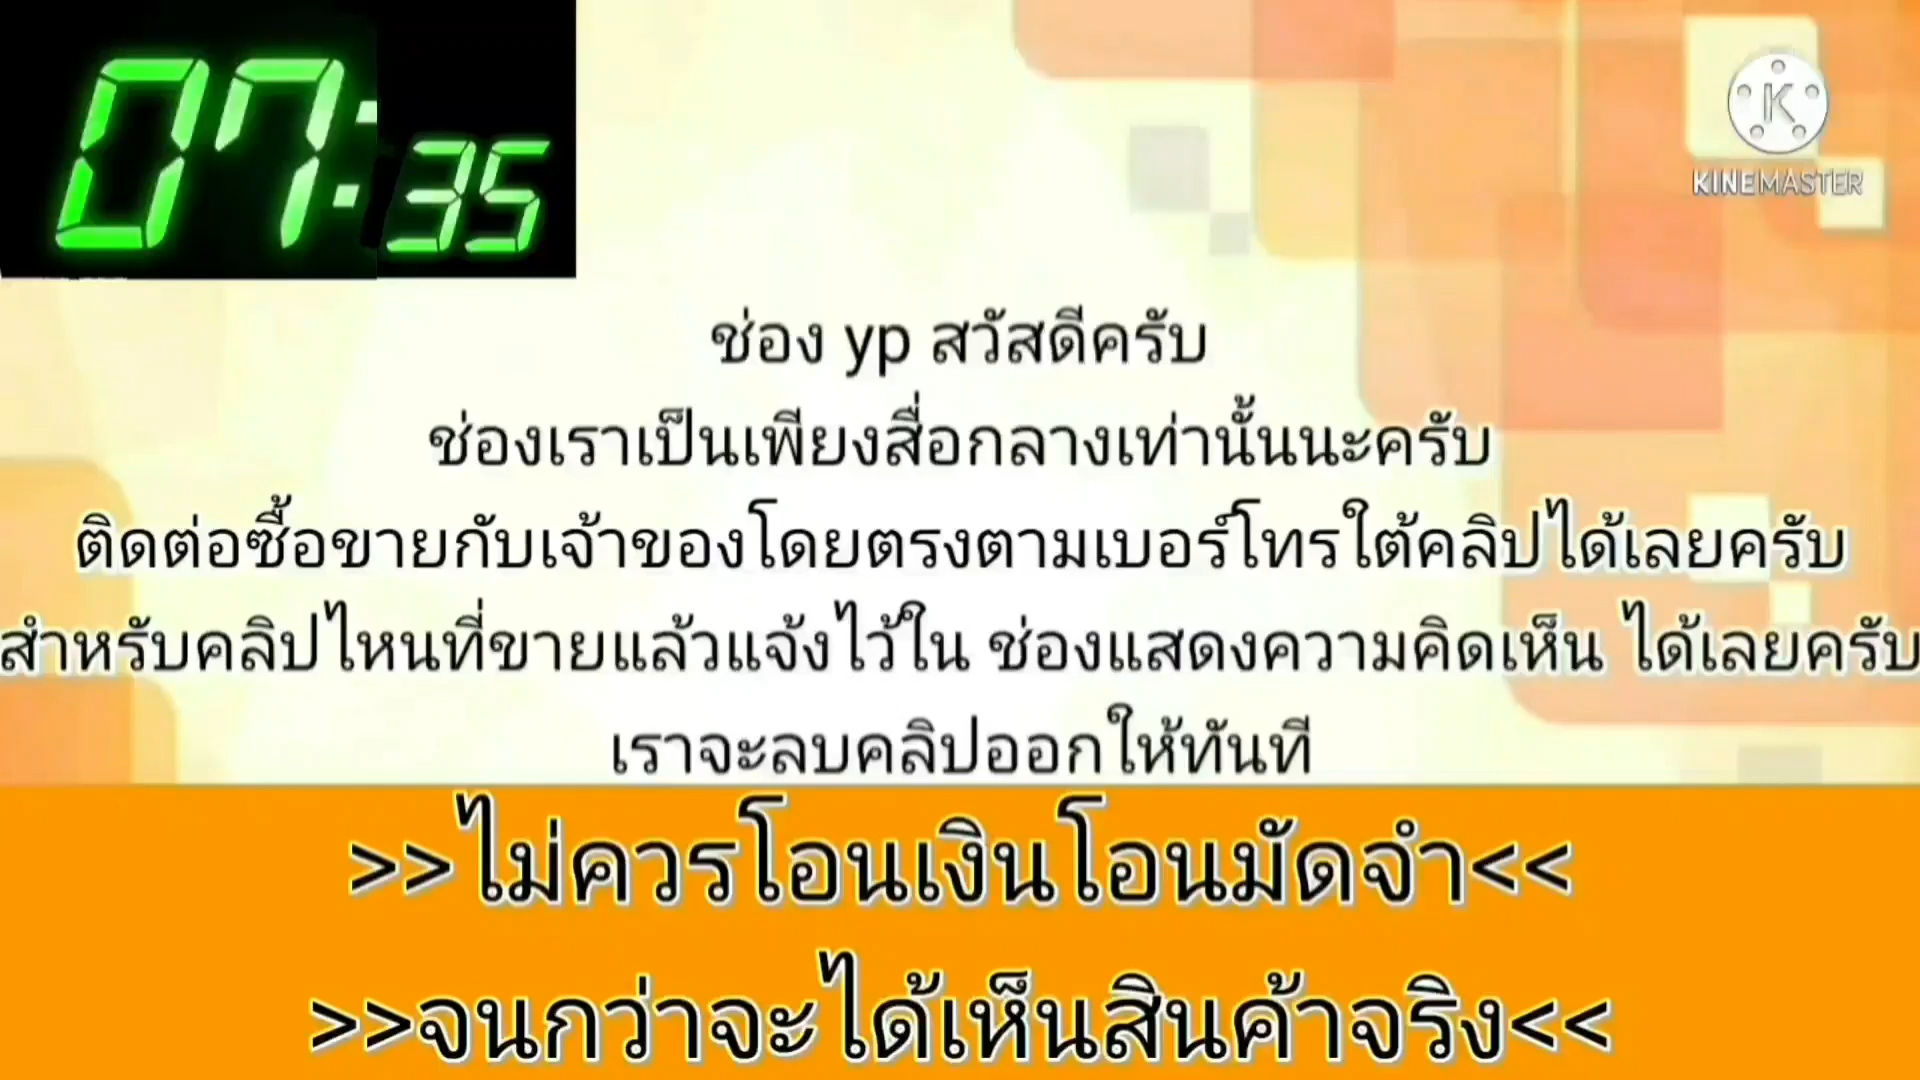 07:35
KINEMASTER
ช่อง yp สวัสดีครับ
ช่องเราเป็นเพียงสื่อกลางเท่านั้นนะครับ
ติดต่อซื้อขายกับเจ้าของโดยตรงตามเบอร์โทรใต้คลิปได้เลยครับ
สำหรับคลิปไหนที่ขายแล้วแจ้งไว้ใน ช่องแสดงความคิดเห็น ได้เลยครับ
เราจะลบคลิปออกให้ทันที
>>ไม่ควรโอนเงินโอนมัดจำ<<
>>จนกว่าจะได้เห็นสินค้าจริง<<